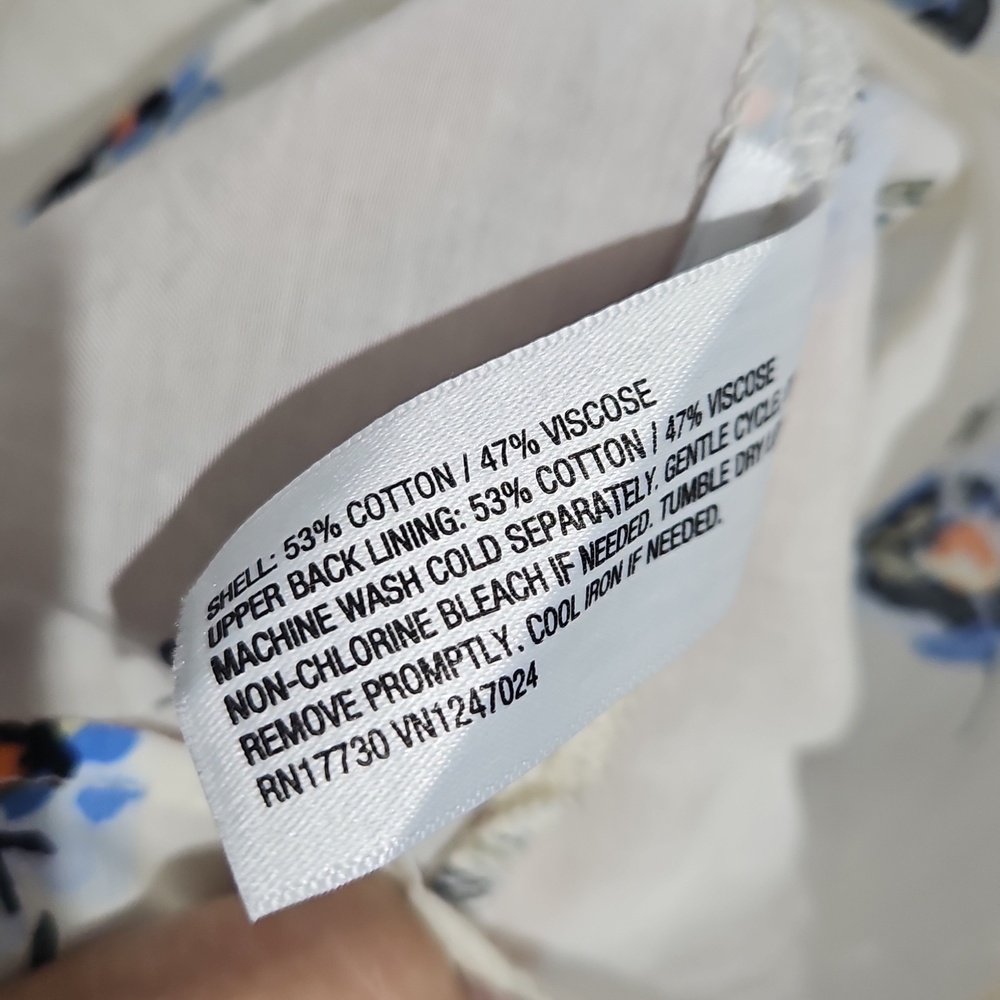 SHELL: 53% COTTON / 47% VISCOSE
UPPER BACK LINING: 53% COTTON / 47% VISCOSE
MACHINE WASH COLD SEPARATELY. GENTLE CYCLE.
NON-CHLORINE BLEACH IF NEEDED. TUMBLE DRY
REMOVE PROMPTLY. COOL IRON IF NEEDED.
RN17730 VN1247024